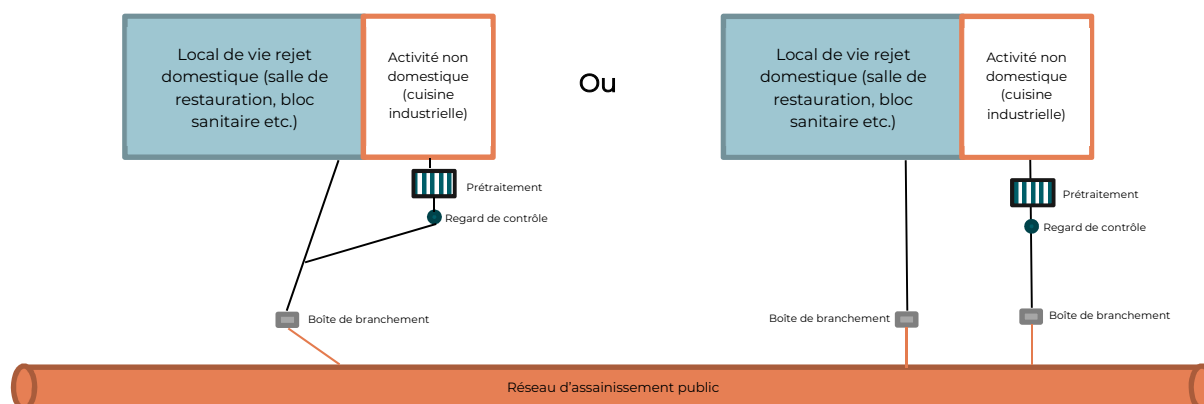 Local de vie rejet
domestique (salle de
restauration, bloc
sanitaire etc.)
Activité non
domestique
(cuisine
industrielle)
Prétraitement
Regard de contrôle
Boîte de branchement
Ou
Local de vie rejet
domestique (salle de
restauration, bloc
sanitaire etc.)
Activité non
domestique
(cuisine
industrielle)
Prétraitement
Regard de contrôle
Boîte de branchement
Boîte de branchement
Réseau d’assainissement public